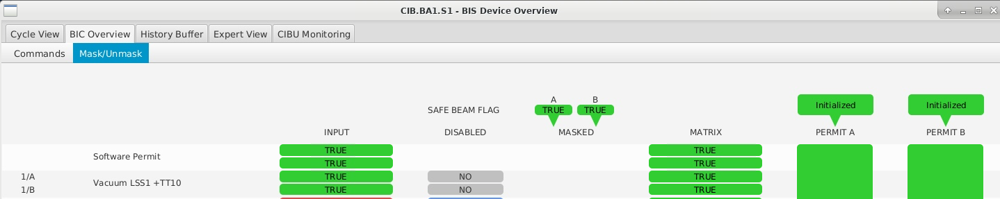 CIB.BA1.S1 - BIS Device Overview
Cycle View BIC Overview History Buffer Expert View CIBU Monitoring
Commands Mask/Unmask
A B
SAFE BEAM FLAG TRUE TRUE Initialized Initialized
INPUT DISABLED MASKED MATRIX PERMIT A PERMIT B
TRUE TRUE
Software Permit
TRUE TRUE
1/A TRUE NO TRUE
Vacuum LSS1 +TT10
1/B TRUE NO TRUE